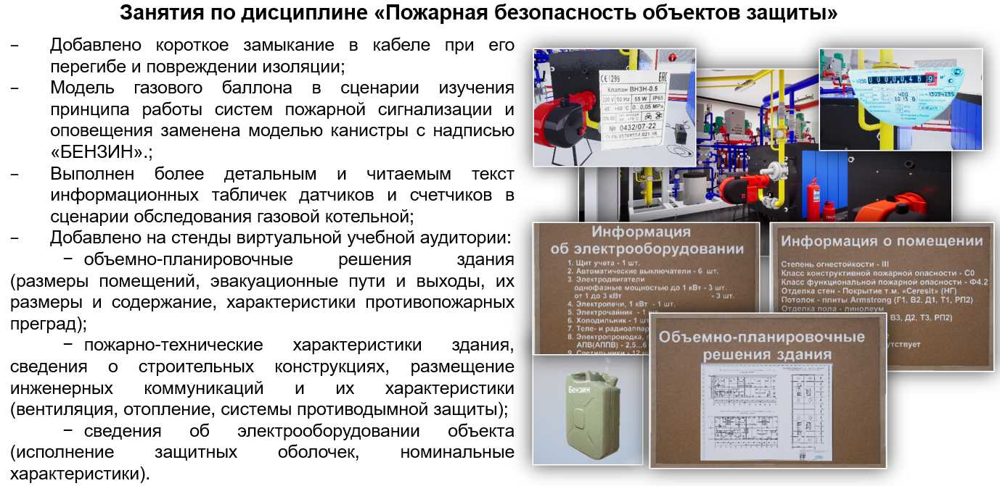 Занятия по дисциплине «Пожарная безопасность объектов защиты»
− Добавлено короткое замыкание в кабеле при его
перегибе и повреждении изоляции;
− Модель газового баллона в сценарии изучения
принципа работы систем пожарной сигнализации и
оповещения заменена моделью канистры с надписью
«БЕНЗИН».;
− Выполнен более детальным и читаемым текст
информационных табличек датчиков и счетчиков в
сценарии обследования газовой котельной;
− Добавлено на стенды виртуальной учебной аудитории:
− объемно-планировочные решения здания
(размеры помещений, эвакуационные пути и выходы, их
размеры и содержание, характеристики противопожарных
преград);
− пожарно-технические характеристики здания,
сведения о строительных конструкциях, размещение
инженерных коммуникаций и их характеристики
(вентиляция, отопление, системы противодымной защиты);
− сведения об электрооборудовании объекта
(исполнение защитных оболочек, номинальные
характеристики).
CE 1299 EAC
Клапан ВН3Н-0.5
220 V 50 Hz 55 W IP65
0...0,05 MPa
№ 0432/07-22
Информация
об электрооборудовании
1. Щит учета - 1 шт.
2. Автоматические выключатели - 6 шт.
3. Электродвигатели
однофазные мощностью до 1 кВт - 3 шт.
от 1 до 3 кВт - 3 шт.
4. Электропечи, 1 кВт - 1 шт.
5. Электрочайник - 1 шт
6. Холодильник - 1 шт
7. Теле- и радиоаппар
8. Электропроводка,
АПВ(АППВ) - 2,5...6
9. Светильники - 12
Информация о помещении
Степень огнестойкости - III
Класс конструктивной пожарной опасности - С0
Класс функциональной пожарной опасности - Ф4.2
Отделка стен - Покрытие т.м. «Ceresit» (НГ)
Потолок - плиты Armstrong (Г1, В2, Д1, Т1, РП2)
Отделка пола - линолеум
В3, Д2, Т3, РП2)
утствует
Объемно-планировочные
решения здания
Бензин